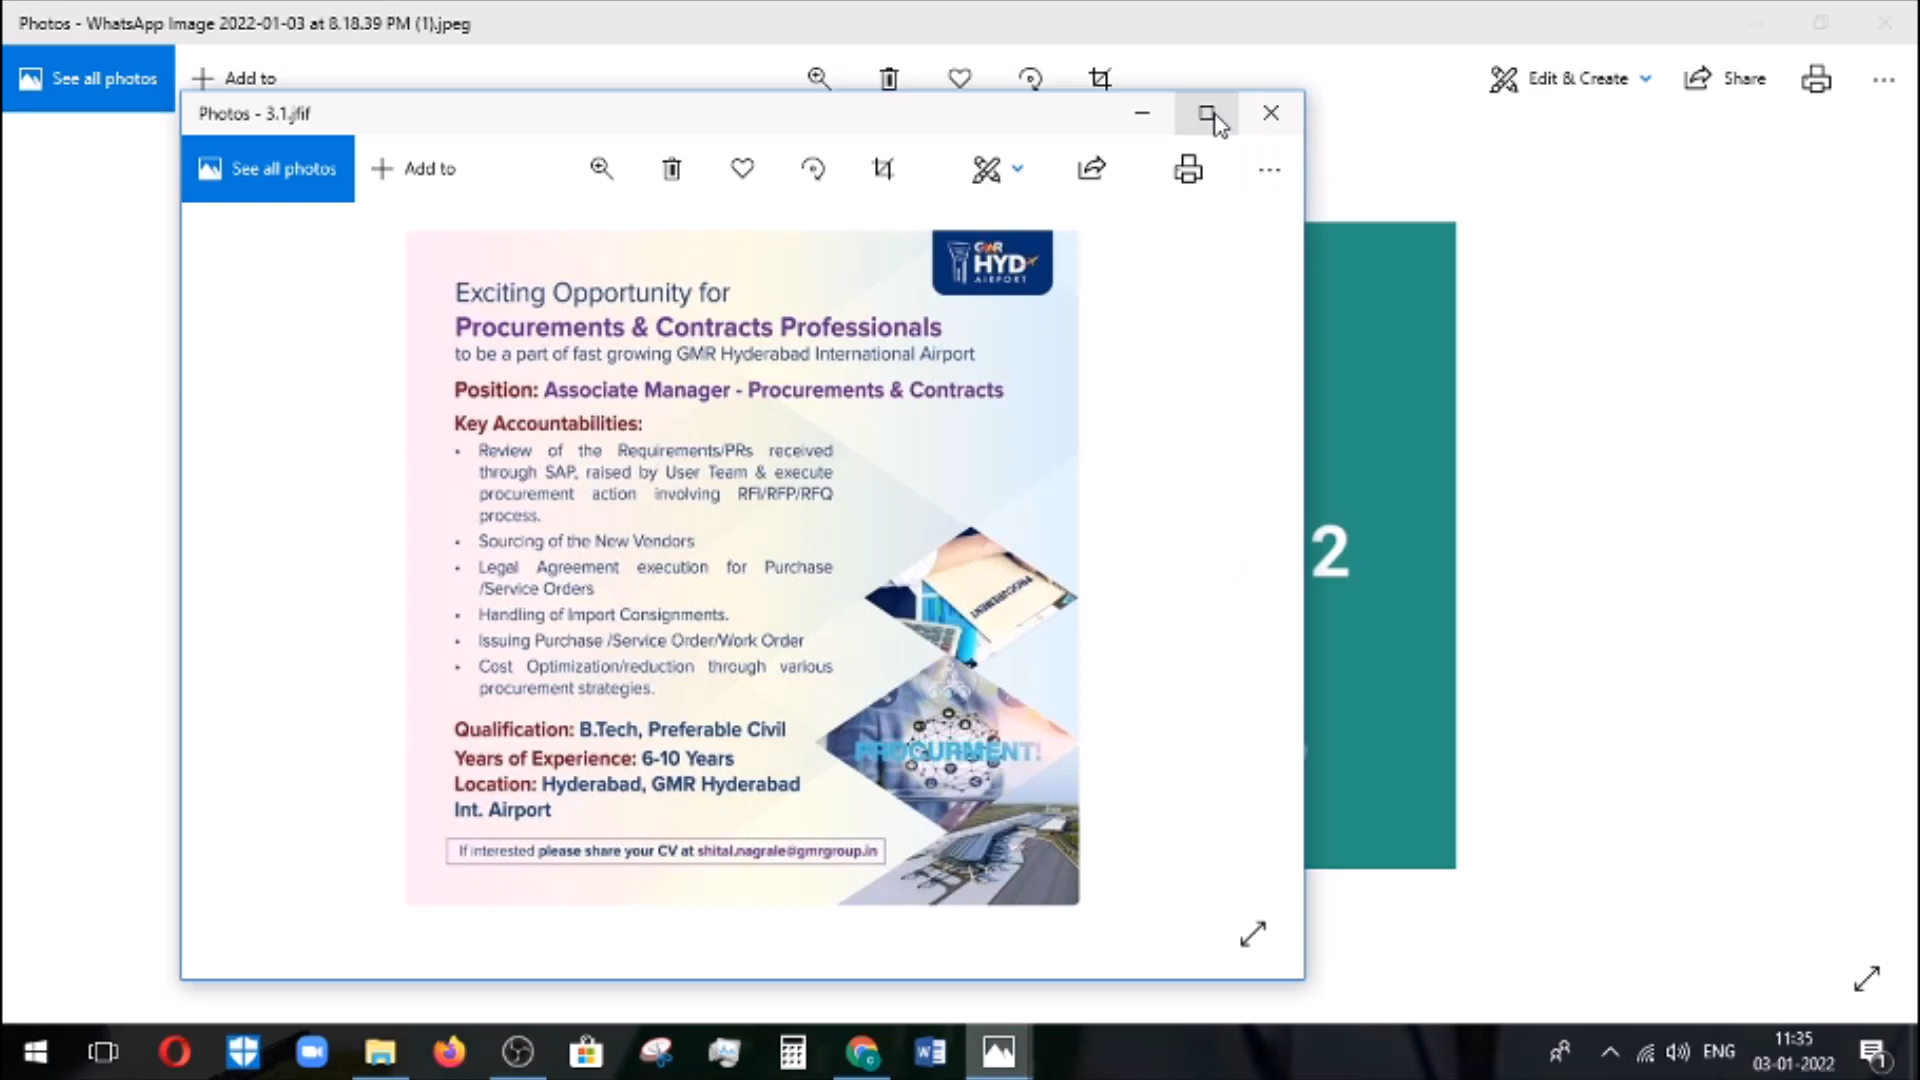 Photos - WhatsApp Image 2022-01-03 at 8.18.39 PM (1).jpeg
See all photos
Add to
Edit & Create
Share
Photos - 3.1.jfif
See all photos
Add to
GMR
HYD
AIRPORT
Exciting Opportunity for
Procurements & Contracts Professionals
to be a part of fast growing GMR Hyderabad International Airport
Position: Associate Manager - Procurements & Contracts
Key Accountabilities:
• Review of the Requirements/PRs received
through SAP, raised by User Team & execute
procurement action involving RFI/RFP/RFQ
process.
• Sourcing of the New Vendors
• Legal Agreement execution for Purchase
/Service Orders
• Handling of Import Consignments.
• Issuing Purchase /Service Order/Work Order
• Cost Optimization/reduction through various
procurement strategies.
PROCUREMENT
PROCURMENT!
Qualification: B.Tech, Preferable Civil
Years of Experience: 6-10 Years
Location: Hyderabad, GMR Hyderabad
Int. Airport
If interested please share your CV at shital.nagrale@gmrgroup.in
2
ENG
11:35
03-01-2022
1